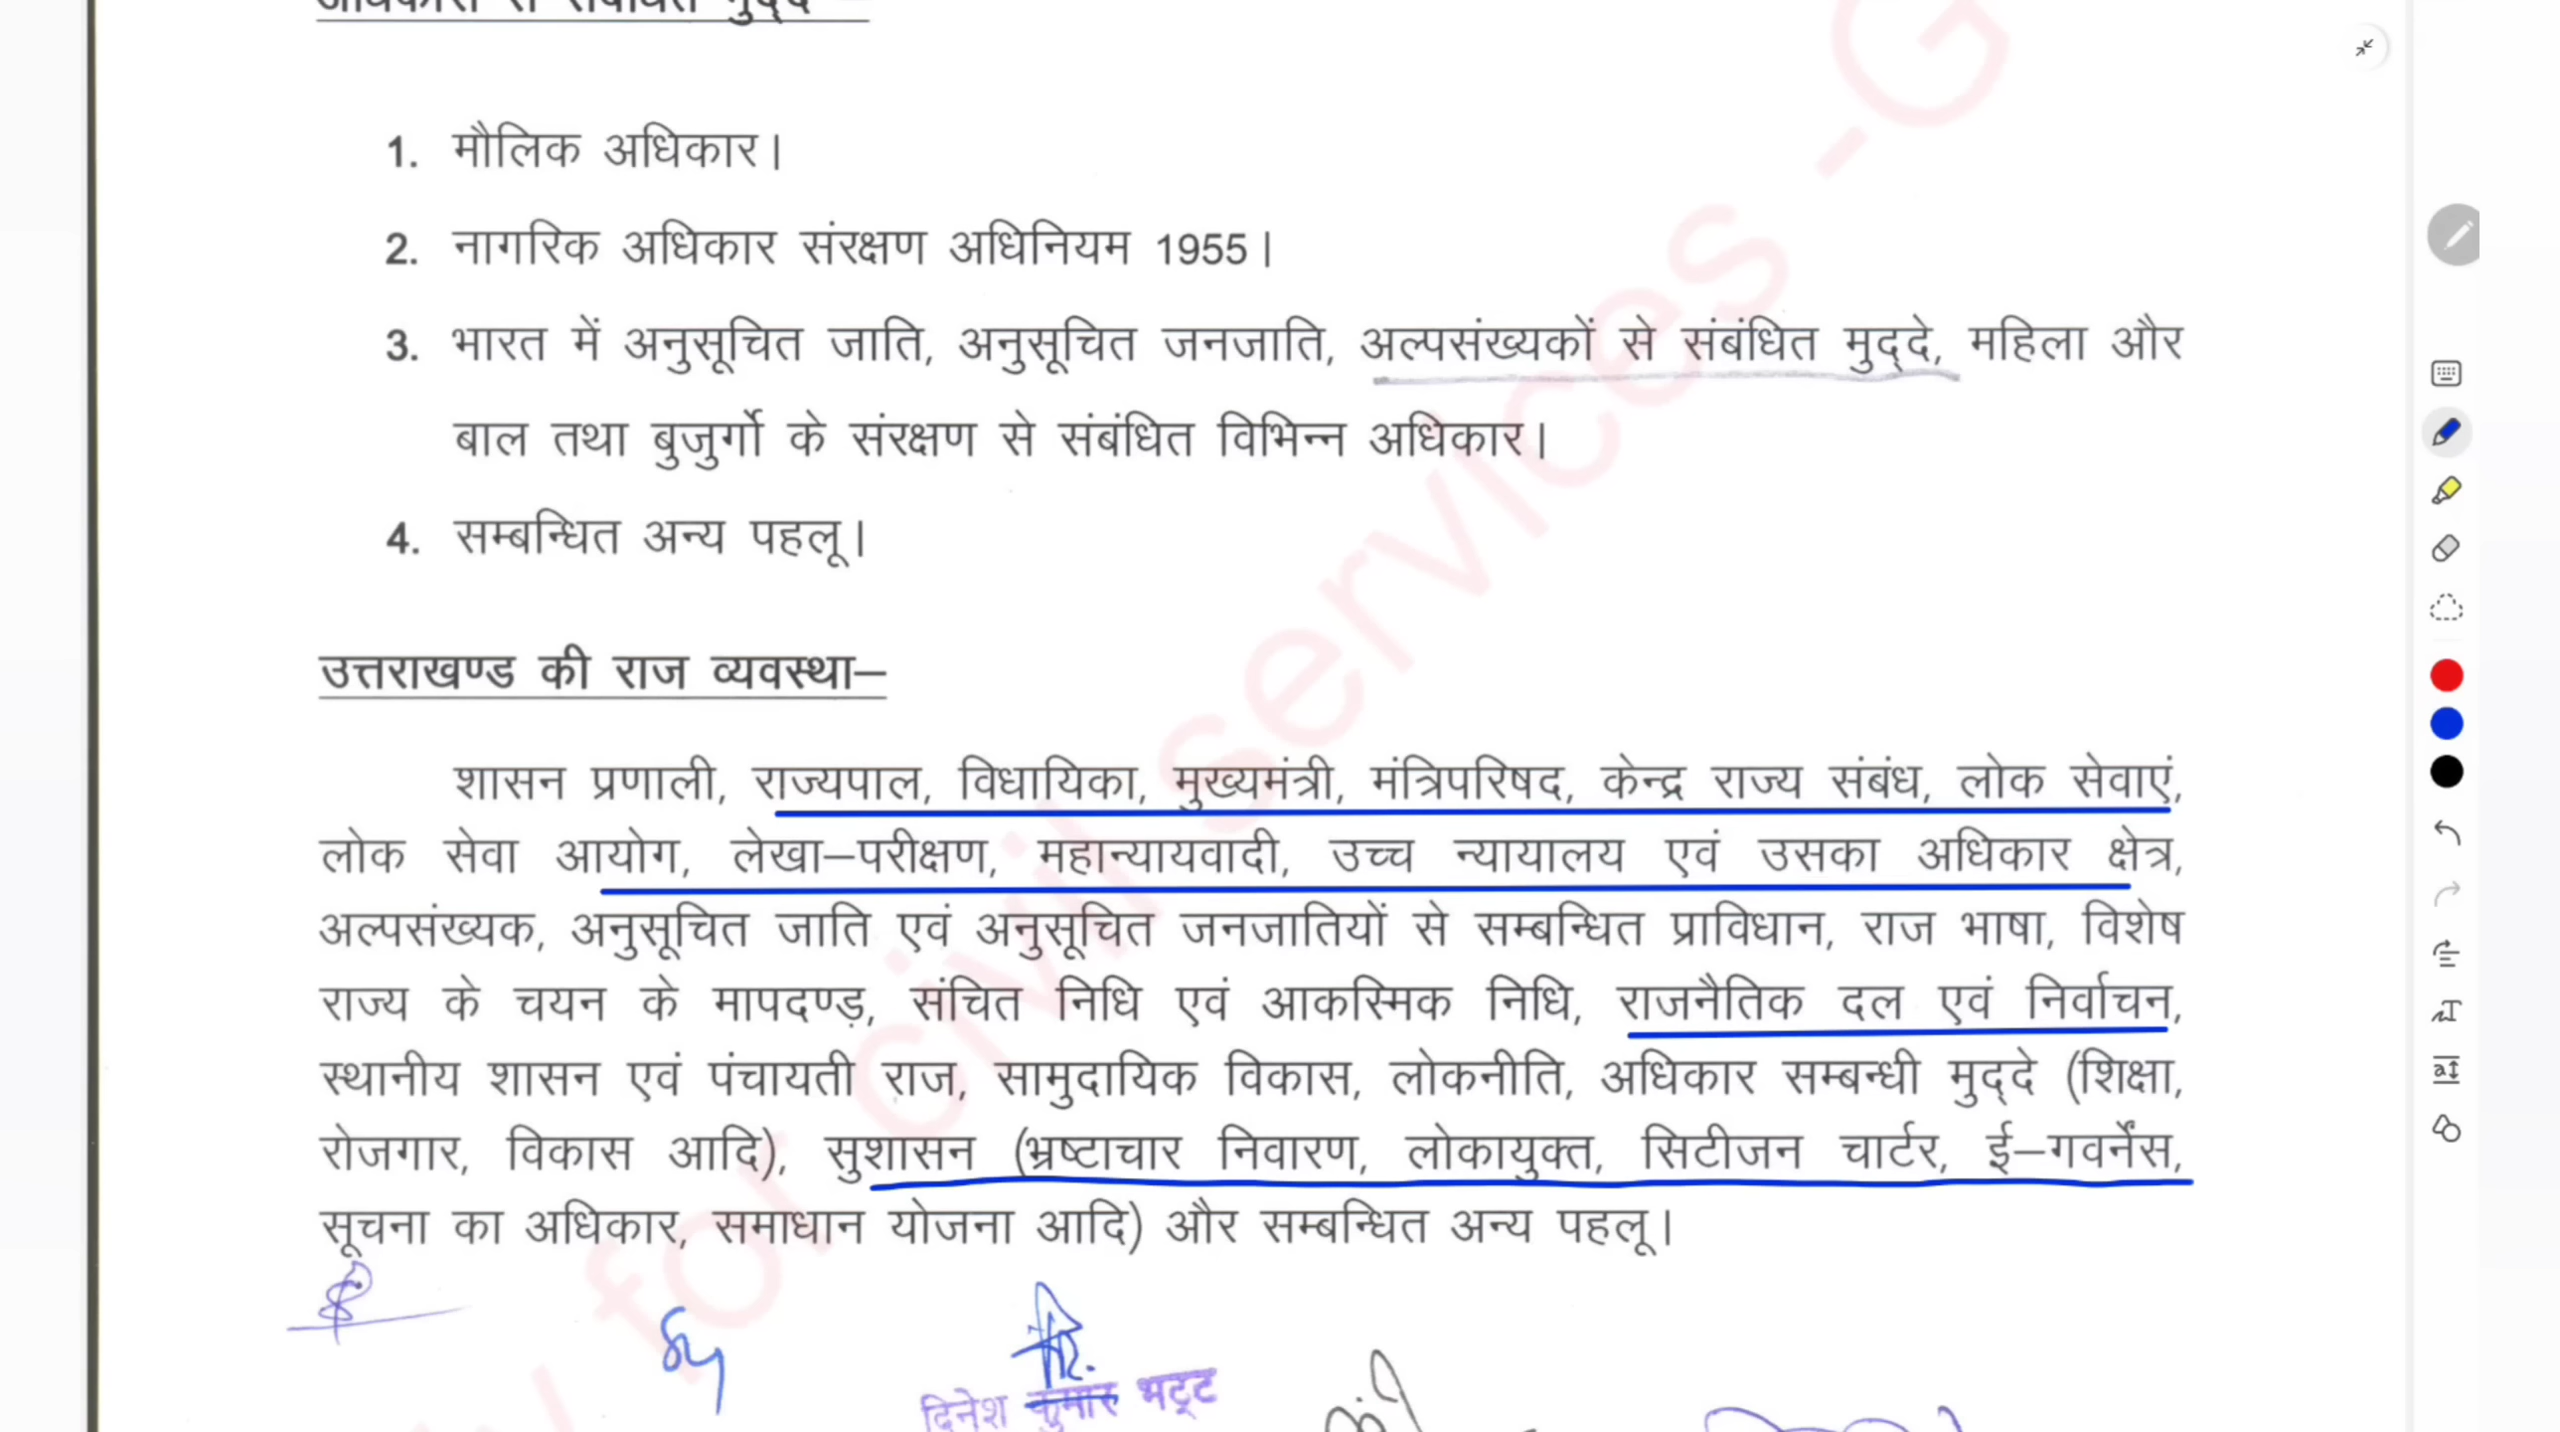 अधिकारों से संबंधित मुद्दे –
1. मौलिक अधिकार।
2. नागरिक अधिकार संरक्षण अधिनियम 1955।
3. भारत में अनुसूचित जाति, अनुसूचित जनजाति, अल्पसंख्यकों से संबंधित मुद्दे, महिला और
बाल तथा बुजुर्गो के संरक्षण से संबंधित विभिन्न अधिकार।
4. सम्बन्धित अन्य पहलू।
उत्तराखण्ड की राज व्यवस्था–
शासन प्रणाली, राज्यपाल, विधायिका, मुख्यमंत्री, मंत्रिपरिषद, केन्द्र राज्य संबंध, लोक सेवाएं,
लोक सेवा आयोग, लेखा–परीक्षण, महान्यायवादी, उच्च न्यायालय एवं उसका अधिकार क्षेत्र,
अल्पसंख्यक, अनुसूचित जाति एवं अनुसूचित जनजातियों से सम्बन्धित प्राविधान, राज भाषा, विशेष
राज्य के चयन के मापदण्ड़, संचित निधि एवं आकस्मिक निधि, राजनैतिक दल एवं निर्वाचन,
स्थानीय शासन एवं पंचायती राज, सामुदायिक विकास, लोकनीति, अधिकार सम्बन्धी मुद्दे (शिक्षा,
रोजगार, विकास आदि), सुशासन (भ्रष्टाचार निवारण, लोकायुक्त, सिटीजन चार्टर, ई–गवर्नेंस,
सूचना का अधिकार, समाधान योजना आदि) और सम्बन्धित अन्य पहलू।
दिनेश कुमार भट्ट
for civil services - G